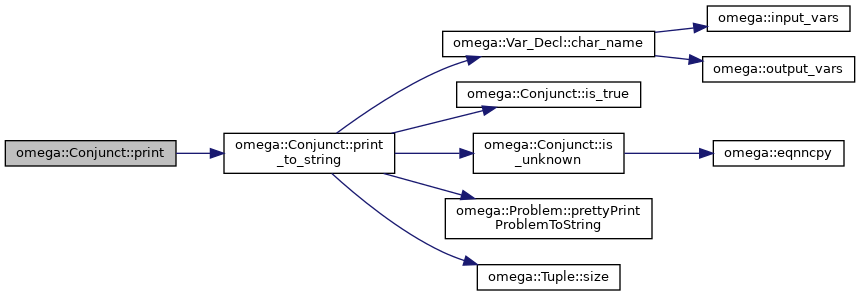 omega::Conjunct::print
omega::Conjunct::print
_to_string
omega::Var_Decl::char_name
omega::input_vars
omega::output_vars
omega::Conjunct::is_true
omega::Conjunct::is
_unknown
omega::eqnncpy
omega::Problem::prettyPrint
ProblemToString
omega::Tuple::size